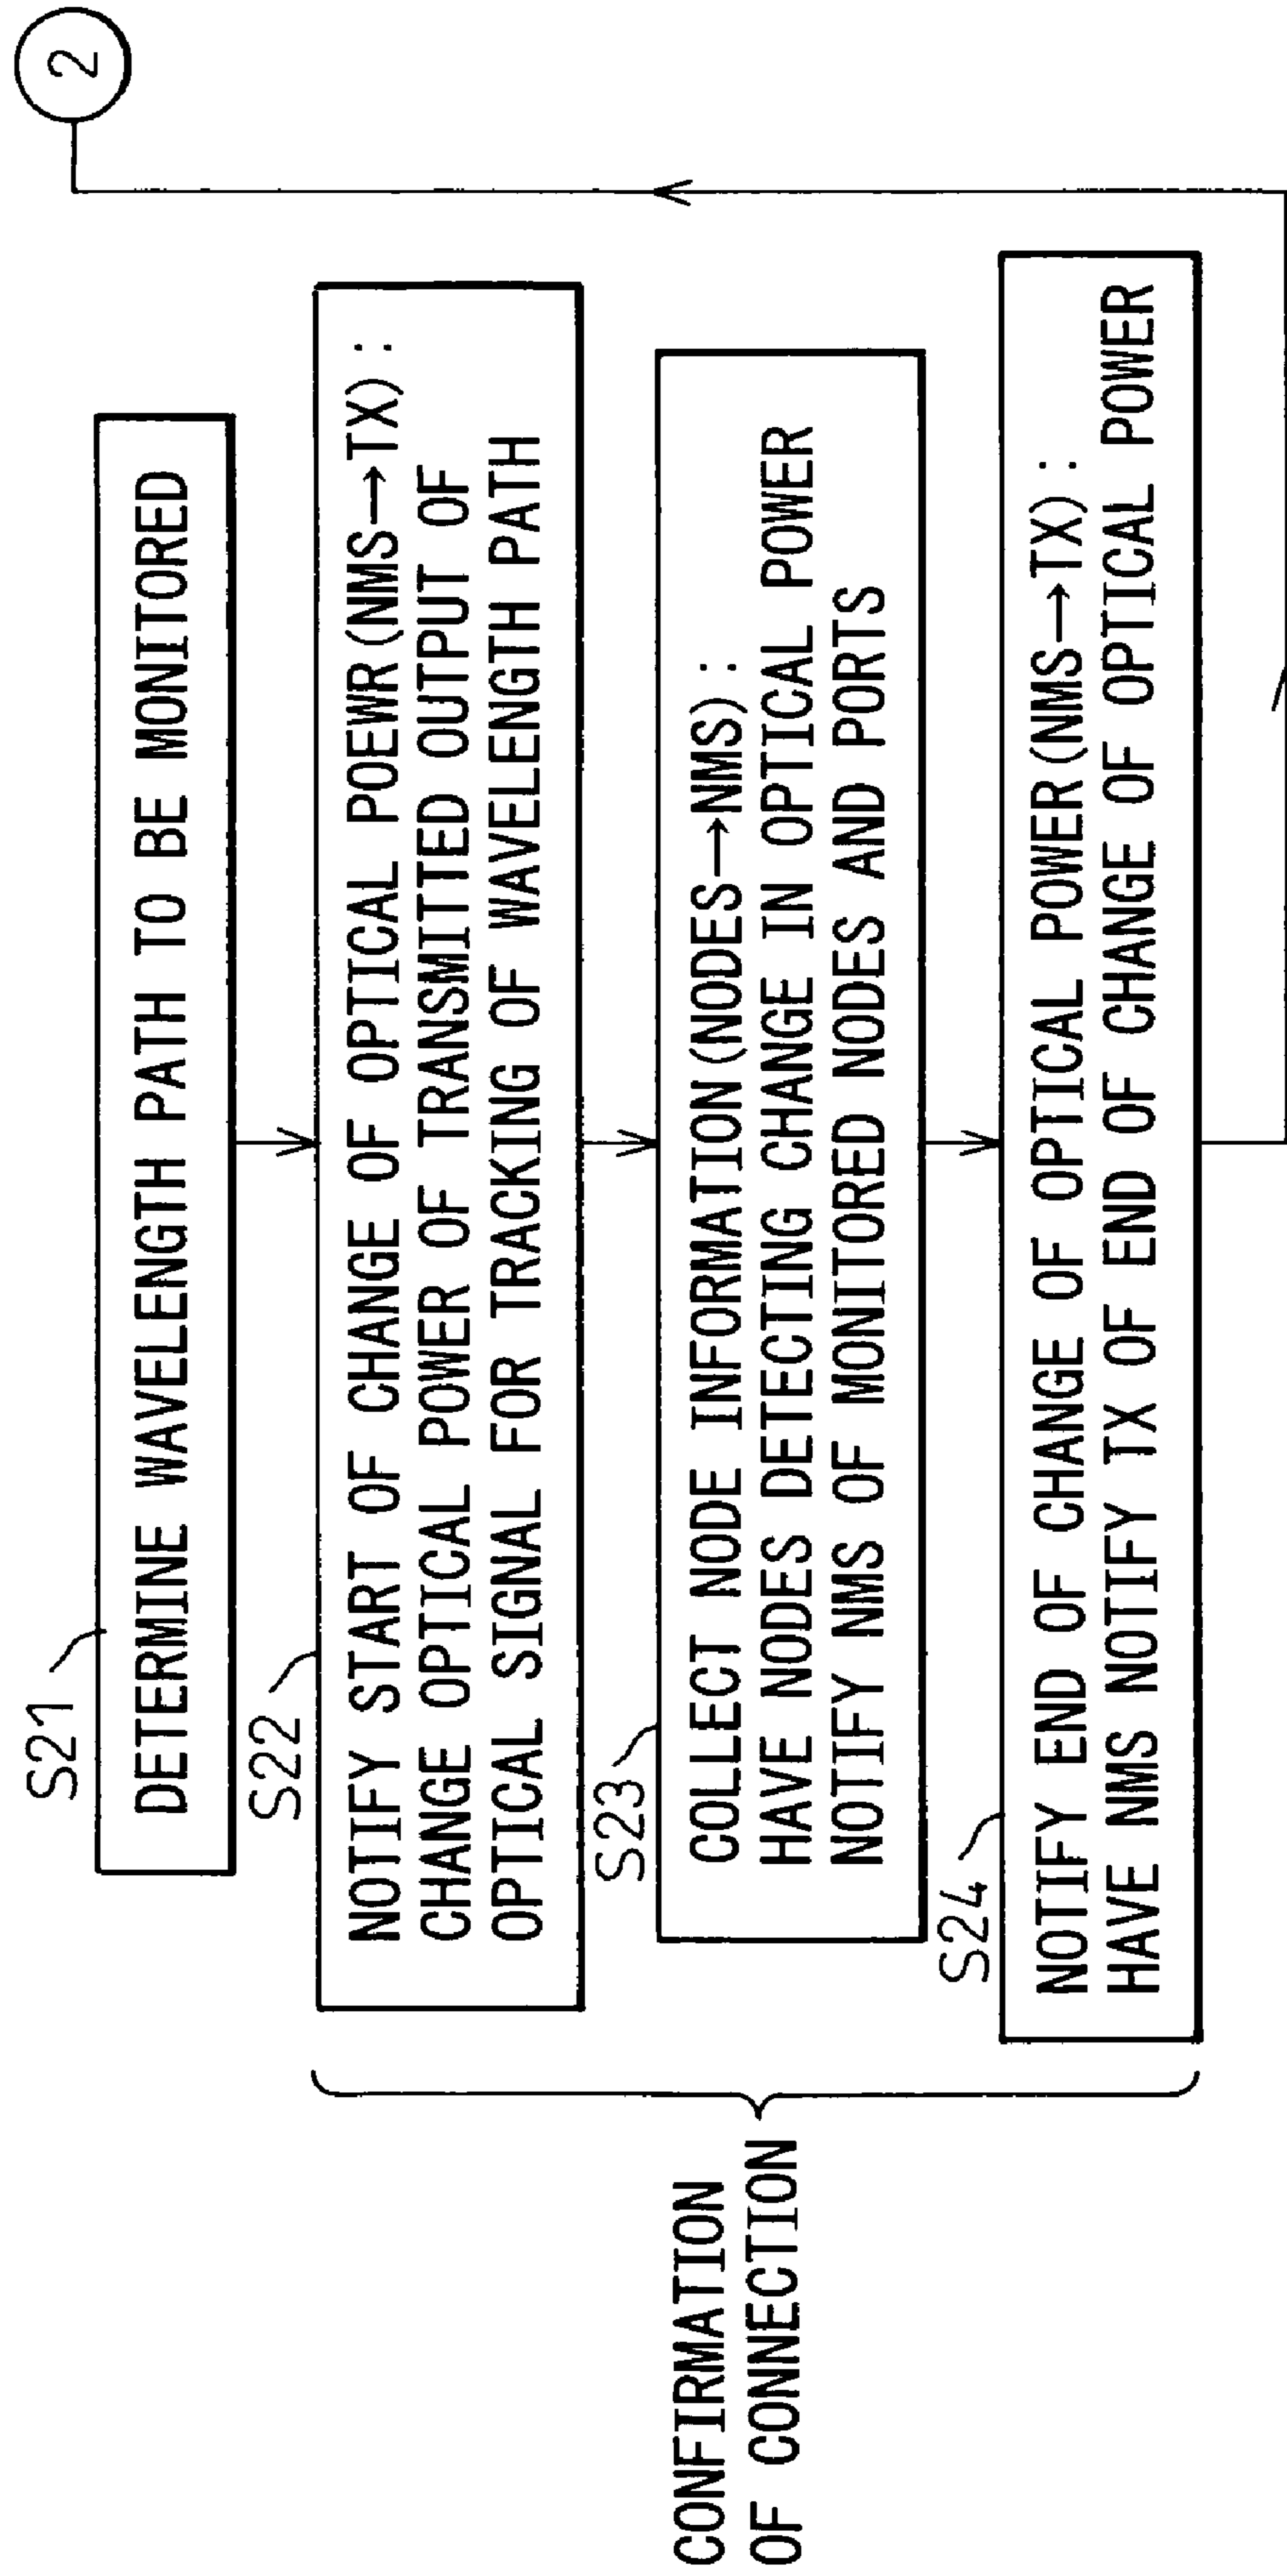 S21
DETERMINE WAVELENGTH PATH TO BE MONITORED
S22
NOTIFY START OF CHANGE OF OPTICAL POEWR(NMS→TX):
CHANGE OPTICAL POWER OF TRANSMITTED OUTPUT OF
OPTICAL SIGNAL FOR TRACKING OF WAVELENGTH PATH
S23
COLLECT NODE INFORMATION(NODES→NMS):
HAVE NODES DETECTING CHANGE IN OPTICAL POWER
NOTIFY NMS OF MONITORED NODES AND PORTS
S24
NOTIFY END OF CHANGE OF OPTICAL POWER(NMS→TX):
HAVE NMS NOTIFY TX OF END OF CHANGE OF OPTICAL POWER
CONFIRMATION
OF CONNECTION
2